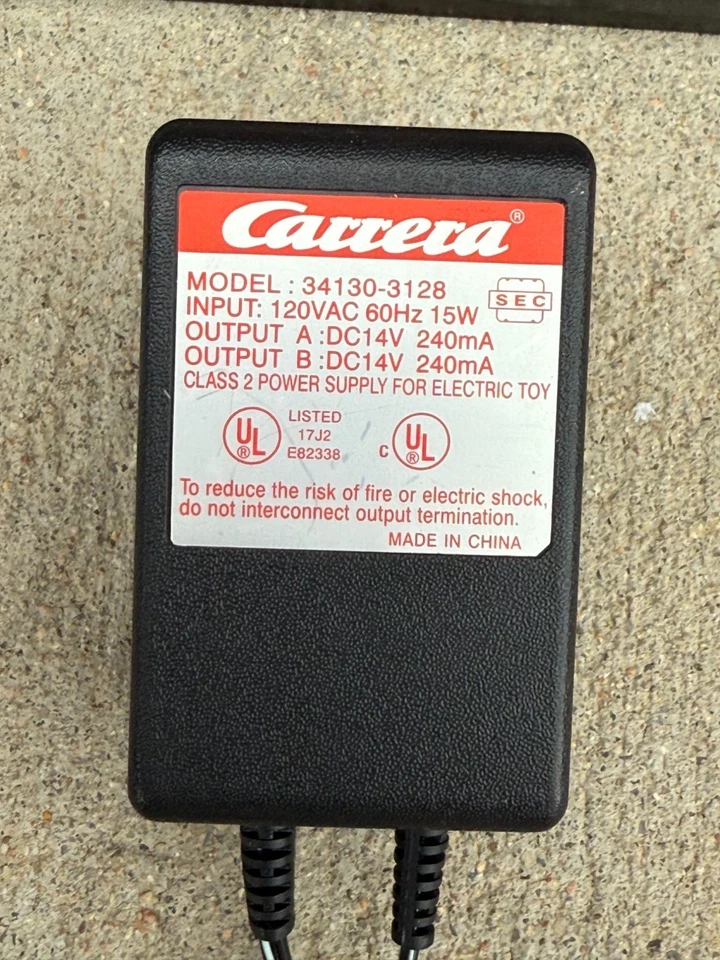 Carrera®
MODEL : 34130-3128
INPUT: 120VAC 60Hz 15W
SEC
OUTPUT A :DC14V 240mA
OUTPUT B :DC14V 240mA
CLASS 2 POWER SUPPLY FOR ELECTRIC TOY
UL® LISTED
17J2
E82338
C UL®
To reduce the risk of fire or electric shock,
do not interconnect output termination.
MADE IN CHINA